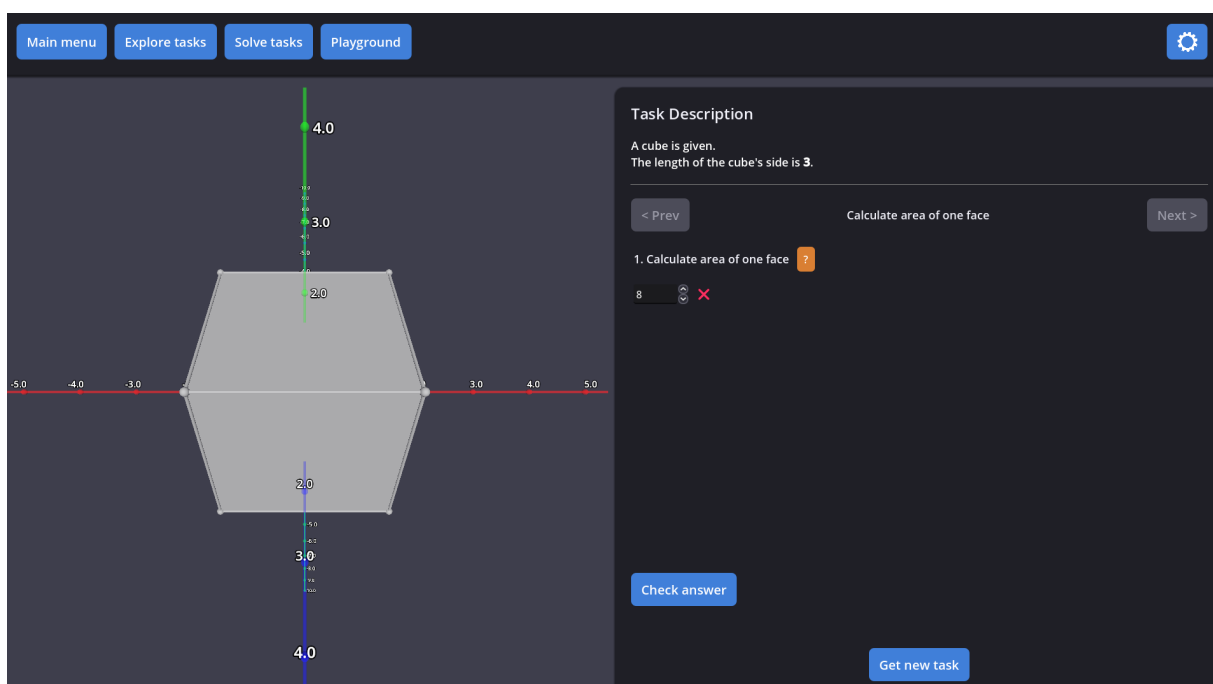 Main menu
Explore tasks
Solve tasks
Playground
4.0
3.0
2.0
-5.0 -4.0 -3.0 3.0 4.0 5.0
2.0
3.0
4.0
Task Description
A cube is given.
The length of the cube's side is 3.
< Prev
Calculate area of one face
Next >
1. Calculate area of one face ?
8
Check answer
Get new task